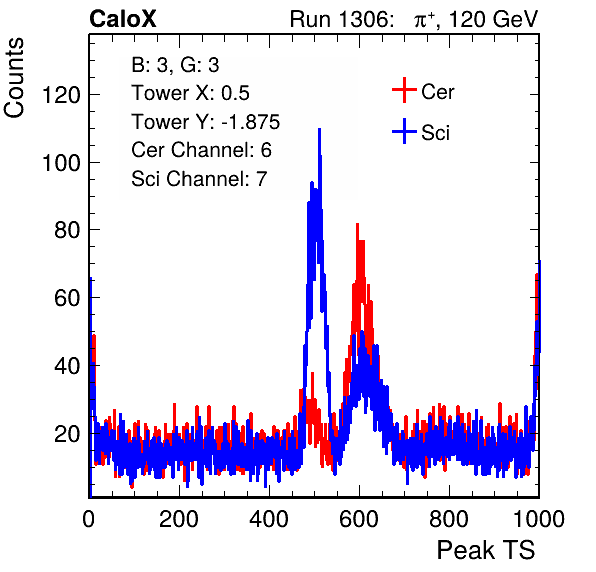 CaloX Run 1306: π⁺, 120 GeV
B: 3, G: 3
Tower X: 0.5
Tower Y: -1.875
Cer Channel: 6
Sci Channel: 7
Cer
Sci
Counts
120
100
80
60
40
20
0 200 400 600 800 1000
Peak TS